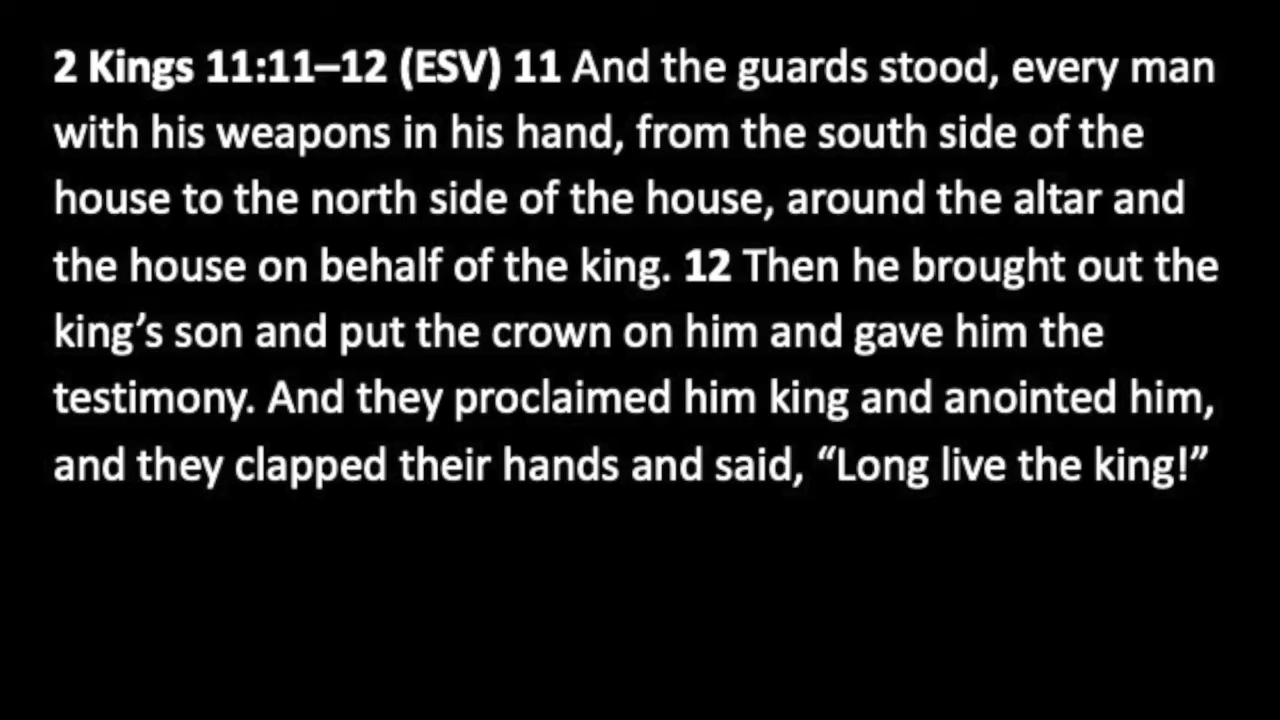 2 Kings 11:11–12 (ESV) 11 And the guards stood, every man
with his weapons in his hand, from the south side of the
house to the north side of the house, around the altar and
the house on behalf of the king. 12 Then he brought out the
king’s son and put the crown on him and gave him the
testimony. And they proclaimed him king and anointed him,
and they clapped their hands and said, “Long live the king!”